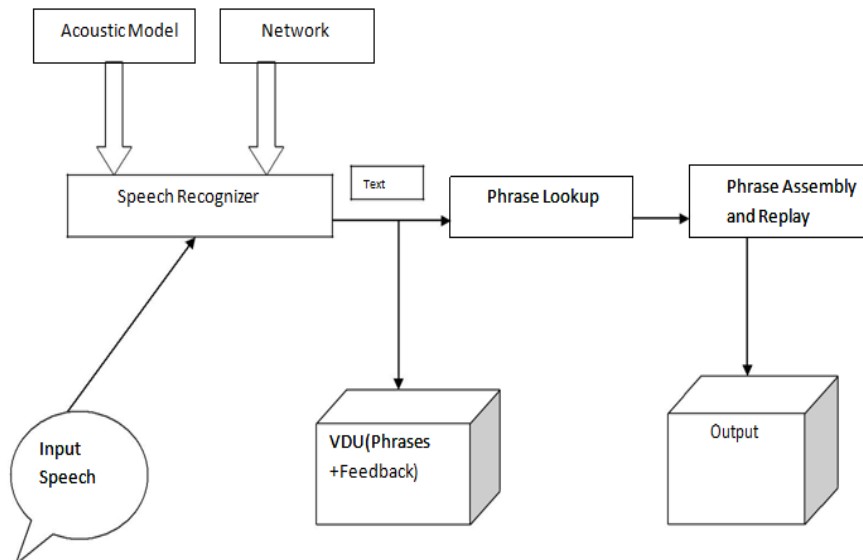 Acoustic Model
Network
Speech Recognizer
Text
Phrase Lookup
Phrase Assembly
and Replay
Input
Speech
VDU(Phrases
+Feedback)
Output